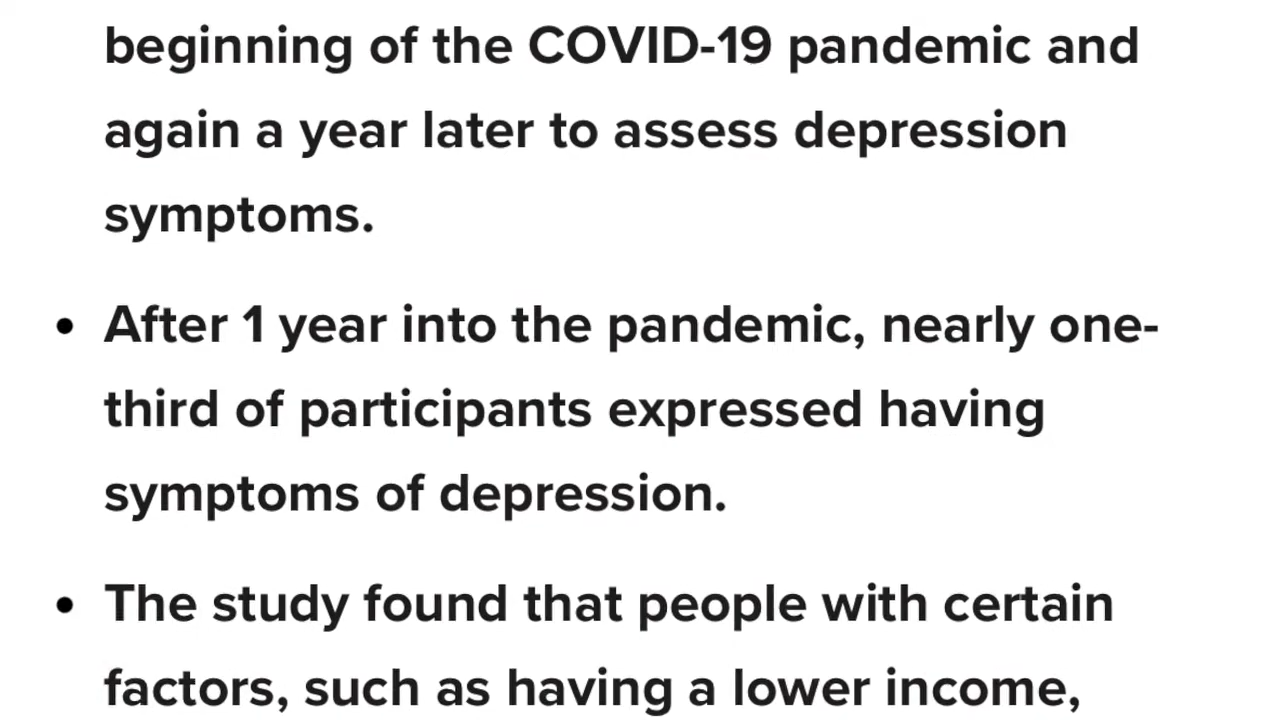 beginning of the COVID-19 pandemic and
again a year later to assess depression
symptoms.
• After 1 year into the pandemic, nearly one-
third of participants expressed having
symptoms of depression.
• The study found that people with certain
factors, such as having a lower income,